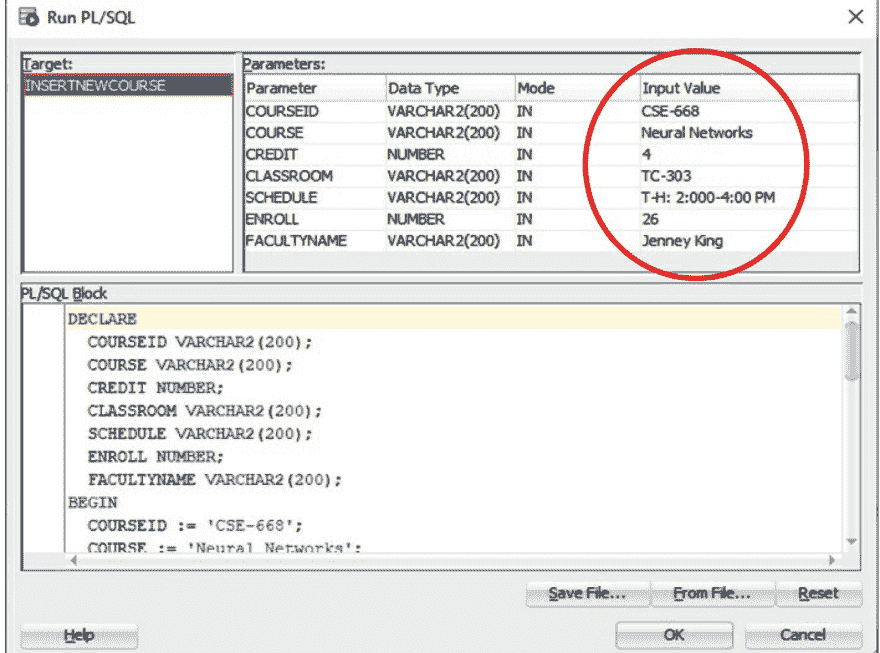 Run PL/SQL
Target:
INSERTNEWCOURSE
Parameters:
Parameter Data Type Mode Input Value
COURSEID VARCHAR2(200) IN CSE-668
COURSE VARCHAR2(200) IN Neural Networks
CREDIT NUMBER IN 4
CLASSROOM VARCHAR2(200) IN TC-303
SCHEDULE VARCHAR2(200) IN T-H: 2:000-4:00 PM
ENROLL NUMBER IN 26
FACULTYNAME VARCHAR2(200) IN Jenney King
PL/SQL Block
DECLARE
COURSEID VARCHAR2(200);
COURSE VARCHAR2(200);
CREDIT NUMBER;
CLASSROOM VARCHAR2(200);
SCHEDULE VARCHAR2(200);
ENROLL NUMBER;
FACULTYNAME VARCHAR2(200);
BEGIN
COURSEID := 'CSE-668';
COURSE := 'Neural Networks';
Save File... From File... Reset
Help OK Cancel